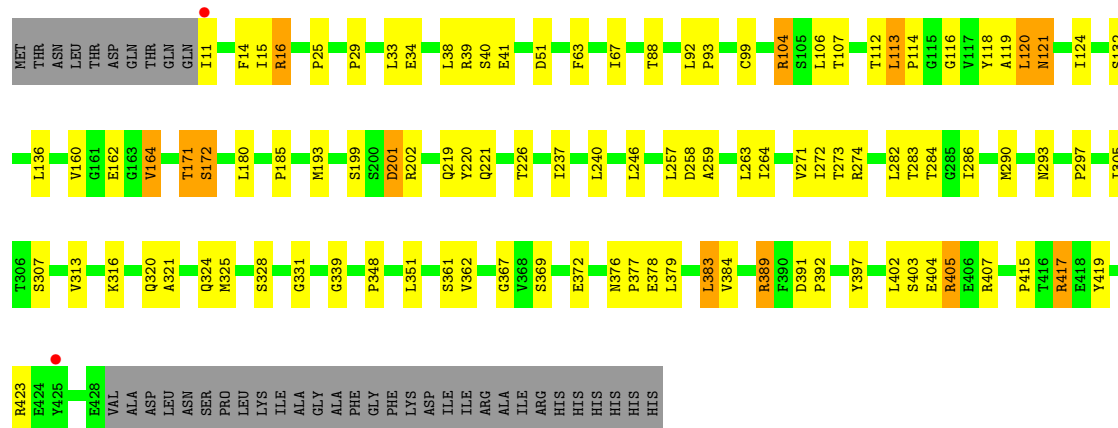 MET THR ASN LEU THR ASP GLN THR GLN GLN I11 F14 I15 R16 P25 P29 L33 E34 L38 R39 S40 E41 D51 F63 I67 T88 L92 P93 C99 R104 S105 L106 T107 T112 L113 P114 G115 G116 V117 Y118 A119 L120 N121 I124 S132
L136 V160 G161 E162 G163 V164 T171 S172 L180 P185 M193 S199 S200 D201 R202 Q219 Y220 Q221 T226 I237 L240 L246 L257 D258 A259 L263 I264 V271 I272 T273 R274 L282 T283 T284 G285 I286 M290 N293 P297 I305
T306 S307 V313 K316 Q320 A321 Q324 M325 S328 G331 G339 P348 L351 S361 V362 G367 V368 S369 E372 N376 P377 E378 L379 L383 V384 R389 F390 D391 P392 Y397 L402 S403 E404 R405 E406 R407 P415 T416 R417 E418 Y419
R423 E424 Y425 E428 VAL ALA ASP LEU ASN SER PRO LEU LYS ILE ALA GLY ALA PHE GLY PHE LYS ASP ILE ILE ARG ALA ILE ARG HIS HIS HIS HIS HIS HIS